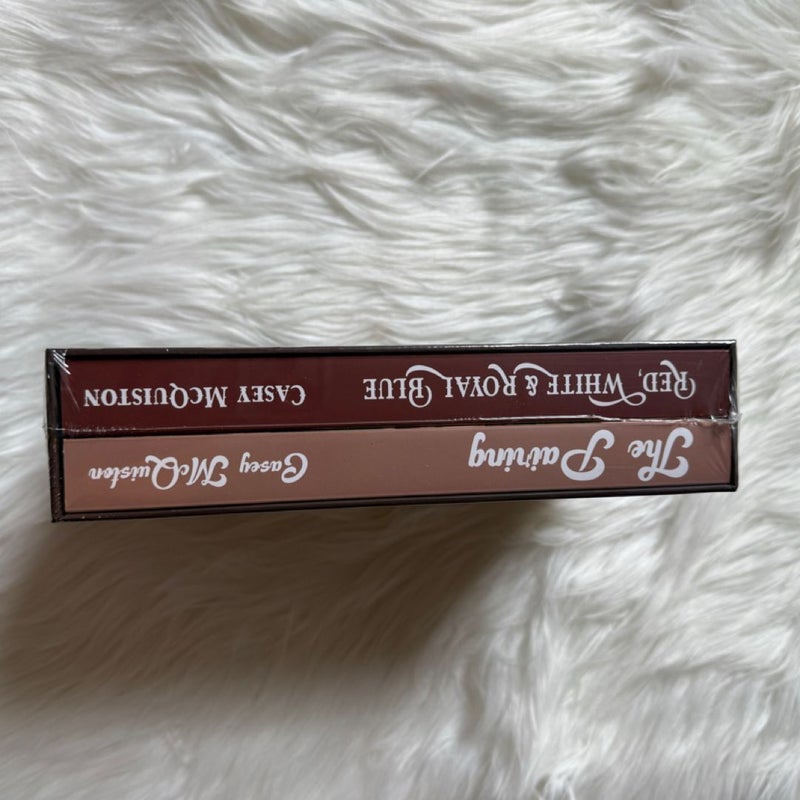 The Pairing Casey McQuiston
RED, WHITE & ROYAL BLUE CASEY MCQUISTON